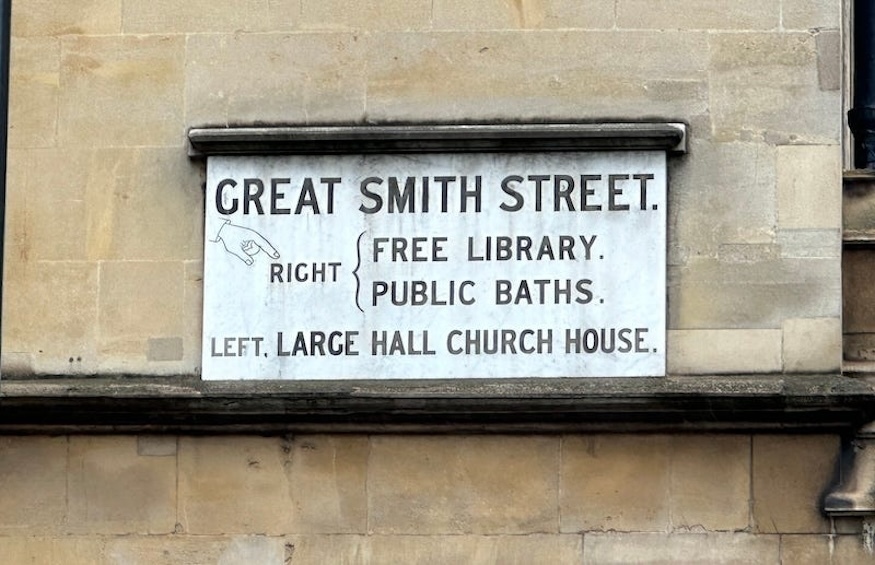 GREAT SMITH STREET.
RIGHT { FREE LIBRARY.
PUBLIC BATHS.
LEFT, LARGE HALL CHURCH HOUSE.